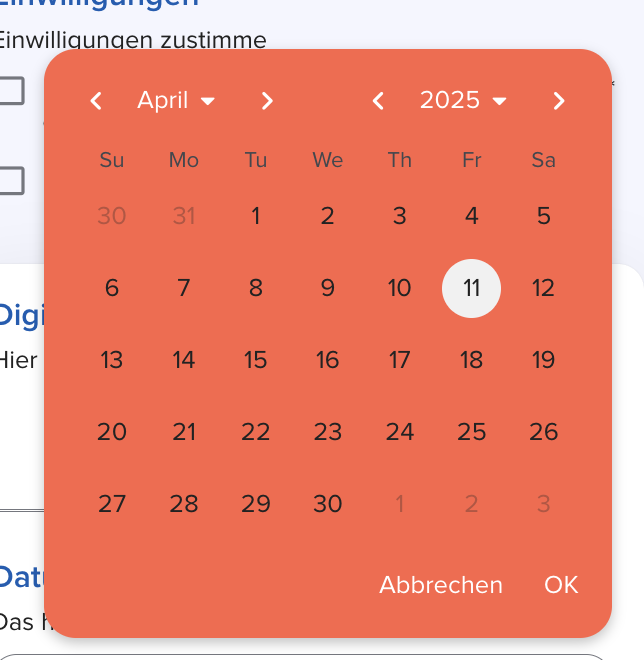 Einwilligungen
Einwilligungen zustimme
April 2025
Su Mo Tu We Th Fr Sa
30 31 1 2 3 4 5
6 7 8 9 10 11 12
13 14 15 16 17 18 19
20 21 22 23 24 25 26
27 28 29 30 1 2 3
Abbrechen OK
Hier
Das